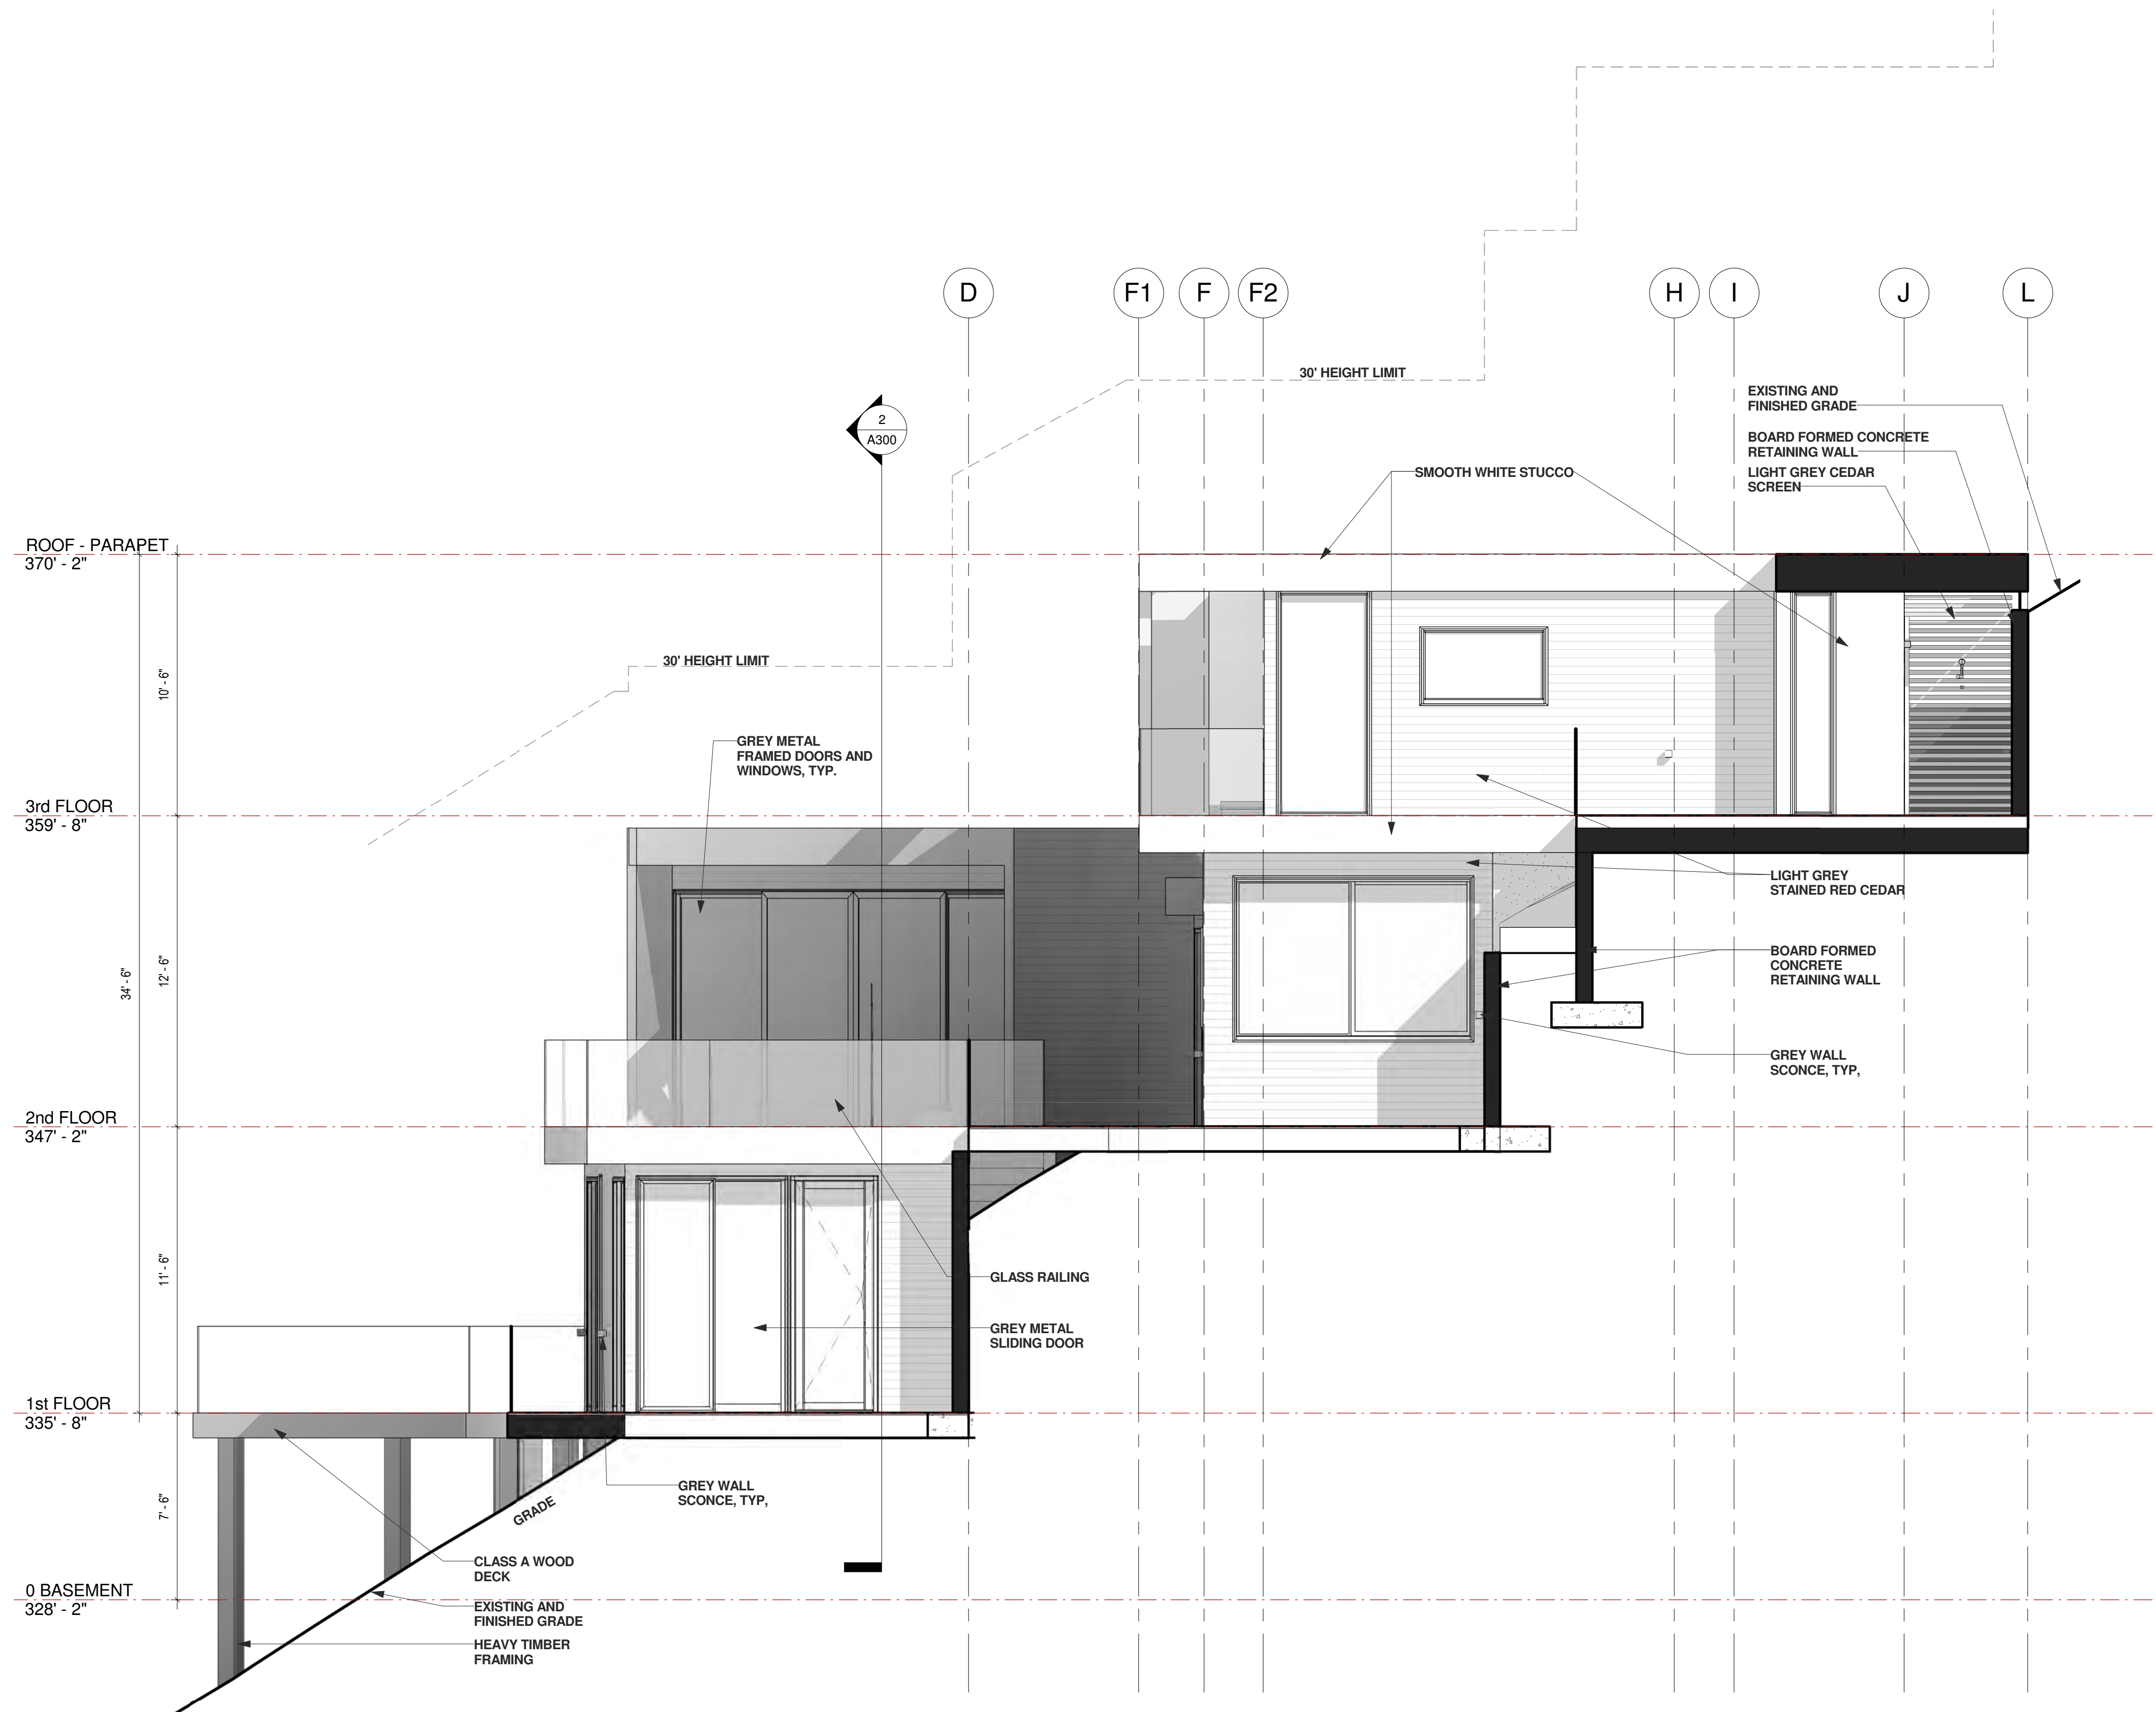 D
F1
F
F2
H
I
J
L
30' HEIGHT LIMIT
EXISTING AND
FINISHED GRADE
2
A300
BOARD FORMED CONCRETE
RETAINING WALL
SMOOTH WHITE STUCCO
LIGHT GREY CEDAR
SCREEN
ROOF - PARAPET
370' - 2"
30' HEIGHT LIMIT
10' - 6"
GREY METAL
FRAMED DOORS AND
WINDOWS, TYP.
3rd FLOOR
359' - 8"
LIGHT GREY
STAINED RED CEDAR
34' - 6"
12' - 6"
BOARD FORMED
CONCRETE
RETAINING WALL
GREY WALL
SCONCE, TYP,
2nd FLOOR
347' - 2"
11' - 6"
GLASS RAILING
GREY METAL
SLIDING DOOR
1st FLOOR
335' - 8"
7' - 6"
GREY WALL
SCONCE, TYP,
GRADE
CLASS A WOOD
DECK
0 BASEMENT
328' - 2"
EXISTING AND
FINISHED GRADE
HEAVY TIMBER
FRAMING